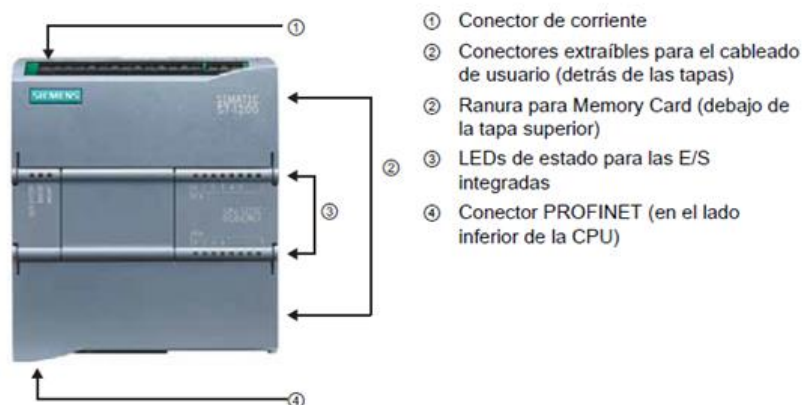 ①
① Conector de corriente
② Conectores extraíbles para el cableado
de usuario (detrás de las tapas)
SIEMENS
SIMATIC
S7-1200
② Ranura para Memory Card (debajo de
la tapa superior)
②
③ LEDs de estado para las E/S
integradas
③
④ Conector PROFINET (en el lado
inferior de la CPU)
④